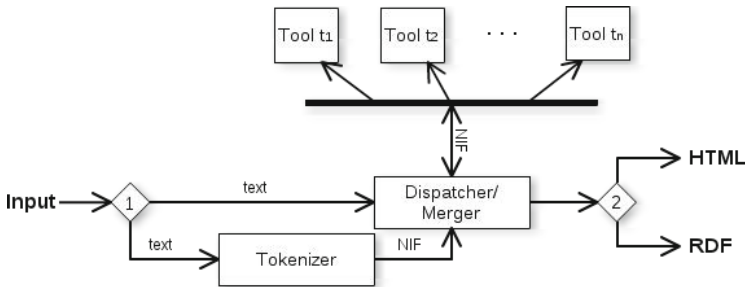 Tool t1 Tool t2 . . . Tool tn
NIF
HTML
text
Dispatcher/
Merger
Input
1
2
text
NIF
Tokenizer
RDF